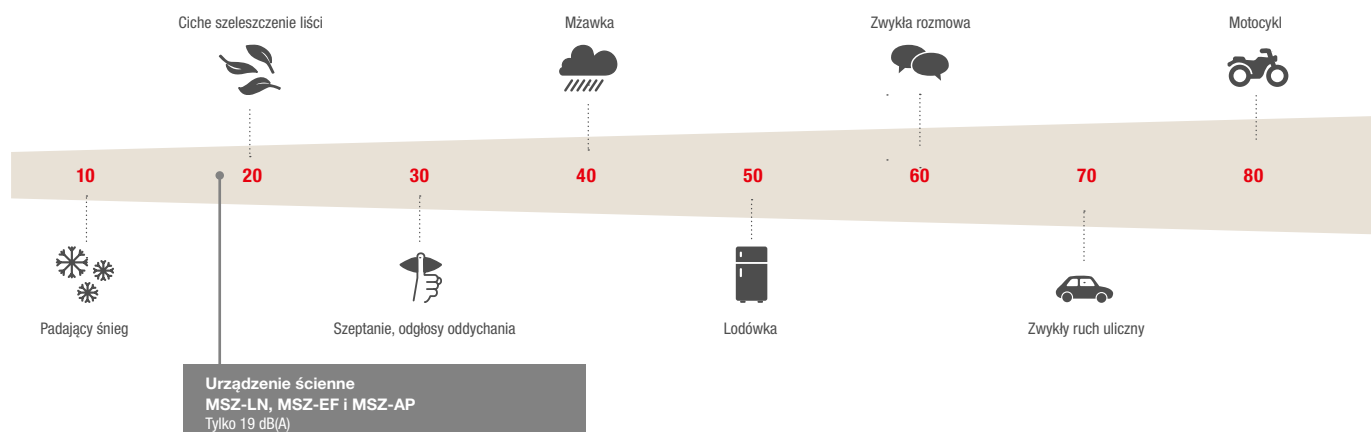 Ciche szeleszczenie liści
Mżawka
Zwykła rozmowa
Motocykl
10 20 30 40 50 60 70 80
Padający śnieg
Szeptanie, odgłosy oddychania
Lodówka
Zwykły ruch uliczny
Urządzenie ścienne
MSZ-LN, MSZ-EF i MSZ-AP
Tylko 19 dB(A)